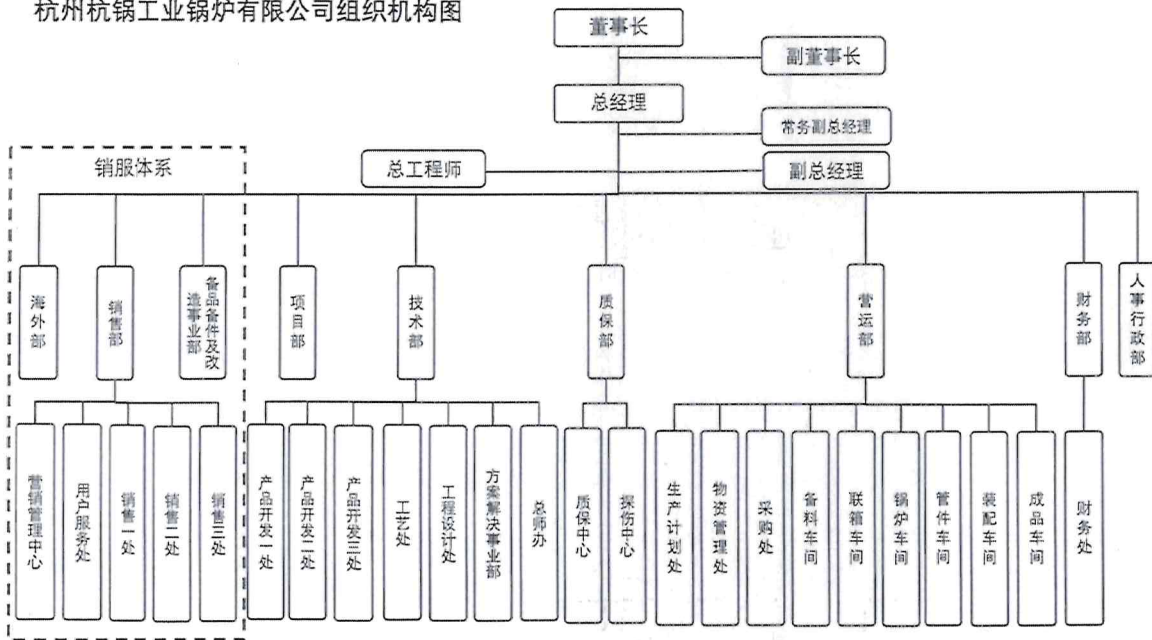 杭州杭锅工业锅炉有限公司组织机构图
董事长
副董事长
总经理
常务副总经理
销服体系
总工程师
副总经理
海外部
销售部
备品备件及改
造事业部
项目部
技术部
质保部
营运部
财务部
人事行政部
营销管理中心
用户服务处
销售一处
销售二处
销售三处
产品开发一处
产品开发二处
产品开发三处
工艺处
工程设计处
方案解决事业部
总师办
质保中心
探伤中心
生产计划处
物资管理处
采购处
备料车间
联箱车间
锅炉车间
管件车间
装配车间
成品车间
财务处